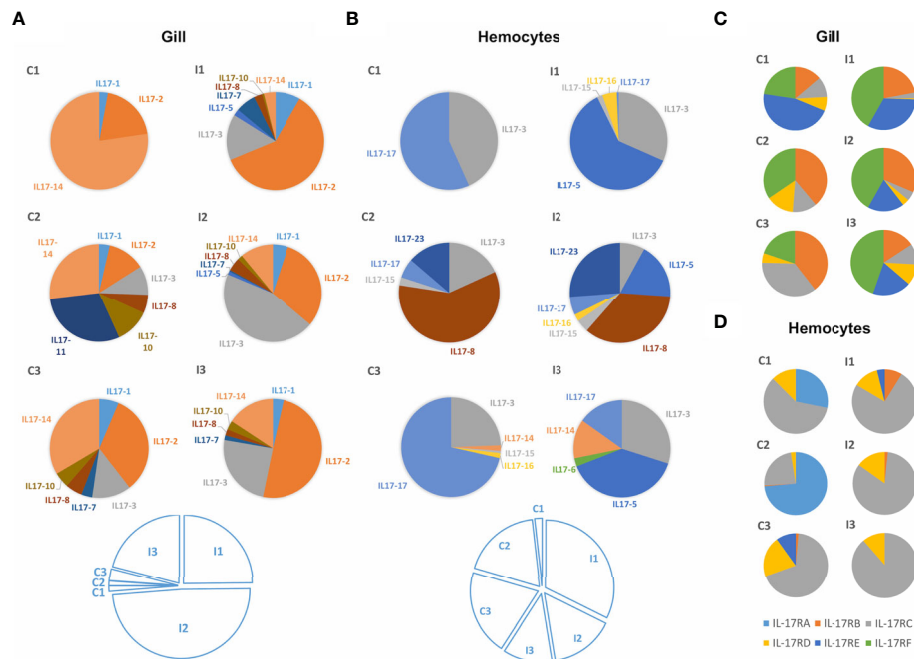 A
Gill
C1
IL17-1
IL17-2
IL17-14
I1
IL17-10
IL17-14
IL17-8
IL17-1
IL17-7
IL17-5
IL17-3
IL17-2
C2
IL17-
14
IL17-1
IL17-2
IL17-3
IL17-8
IL17-
10
IL17-
11
I2
IL17-10
IL17-14
IL17-1
IL17-8
IL17-7
IL17-5
IL17-2
IL17-3
C3
IL17-1
IL17-14
IL17-2
IL17-10
IL17-8
IL17-7
IL17-3
I3
IL17-14
IL17-1
IL17-10
IL17-8
IL17-7
IL17-3
IL17-2
I3
I1
C3
C2
C1
I2
B
Hemocytes
C1
IL17-17
IL17-3
I1
IL17-16
IL17-17
IL17-15
IL17-3
IL17-5
C2
IL17-23
IL17-3
IL17-17
IL17-15
IL17-8
I2
IL17-3
IL17-23
IL17-5
IL17-17
IL17-16
IL17-15
IL17-8
C3
IL17-3
IL17-14
IL17-15
IL17-16
IL17-17
I3
IL17-17
IL17-3
IL17-14
IL17-6
IL17-5
C1
C2
I1
C3
I3
I2
C
Gill
C1
I1
C2
I2
C3
I3
D
Hemocytes
C1
I1
C2
I2
C3
I3
IL-17RA IL-17RB IL-17RC
IL-17RD IL-17RE IL-17RF